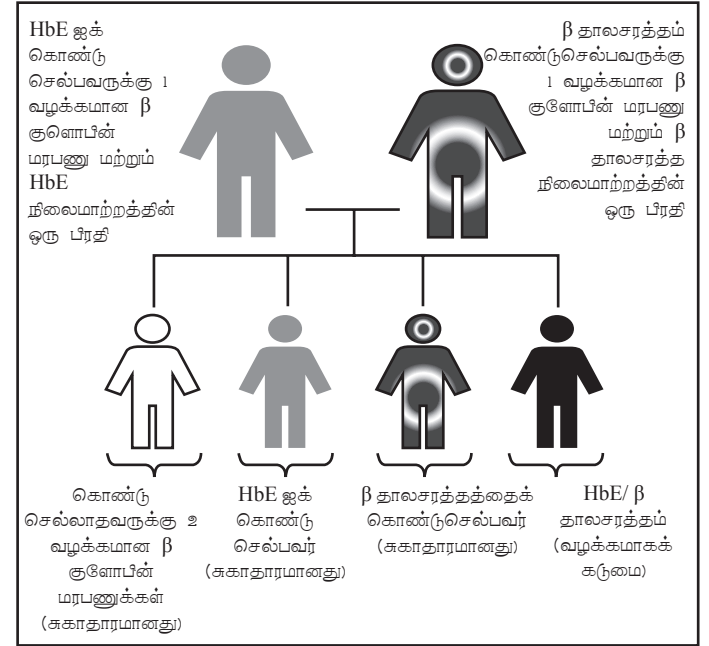 HbE ஐக்
கொண்டு
செல்பவருக்கு 1
வழக்கமான β
குளொபீன்
மரபணு மற்றும்
HbE
நிலைமாற்றத்தின்
ஒரு பிரதி
β தாலசரத்தம்
கொண்டுசெல்பவருக்கு
1 வழக்கமான β
குளோபீன் மரபணு
மற்றும் β
தாலசரத்த
நிலைமாற்றத்தின்
ஒரு பிரதி
கொண்டு
செல்லாதவருக்கு 2
வழக்கமான β
குளோபீன்
மரபணுக்கள்
(சுகாதாரமானது)
HbE ஐக்
கொண்டு
செல்பவர்
(சுகாதாரமானது)
β தாலசரத்தத்தைக்
கொண்டுசெல்பவர்
(சுகாதாரமானது)
HbE/ β
தாலசரத்தம்
(வழக்கமாகக்
கடுமை)